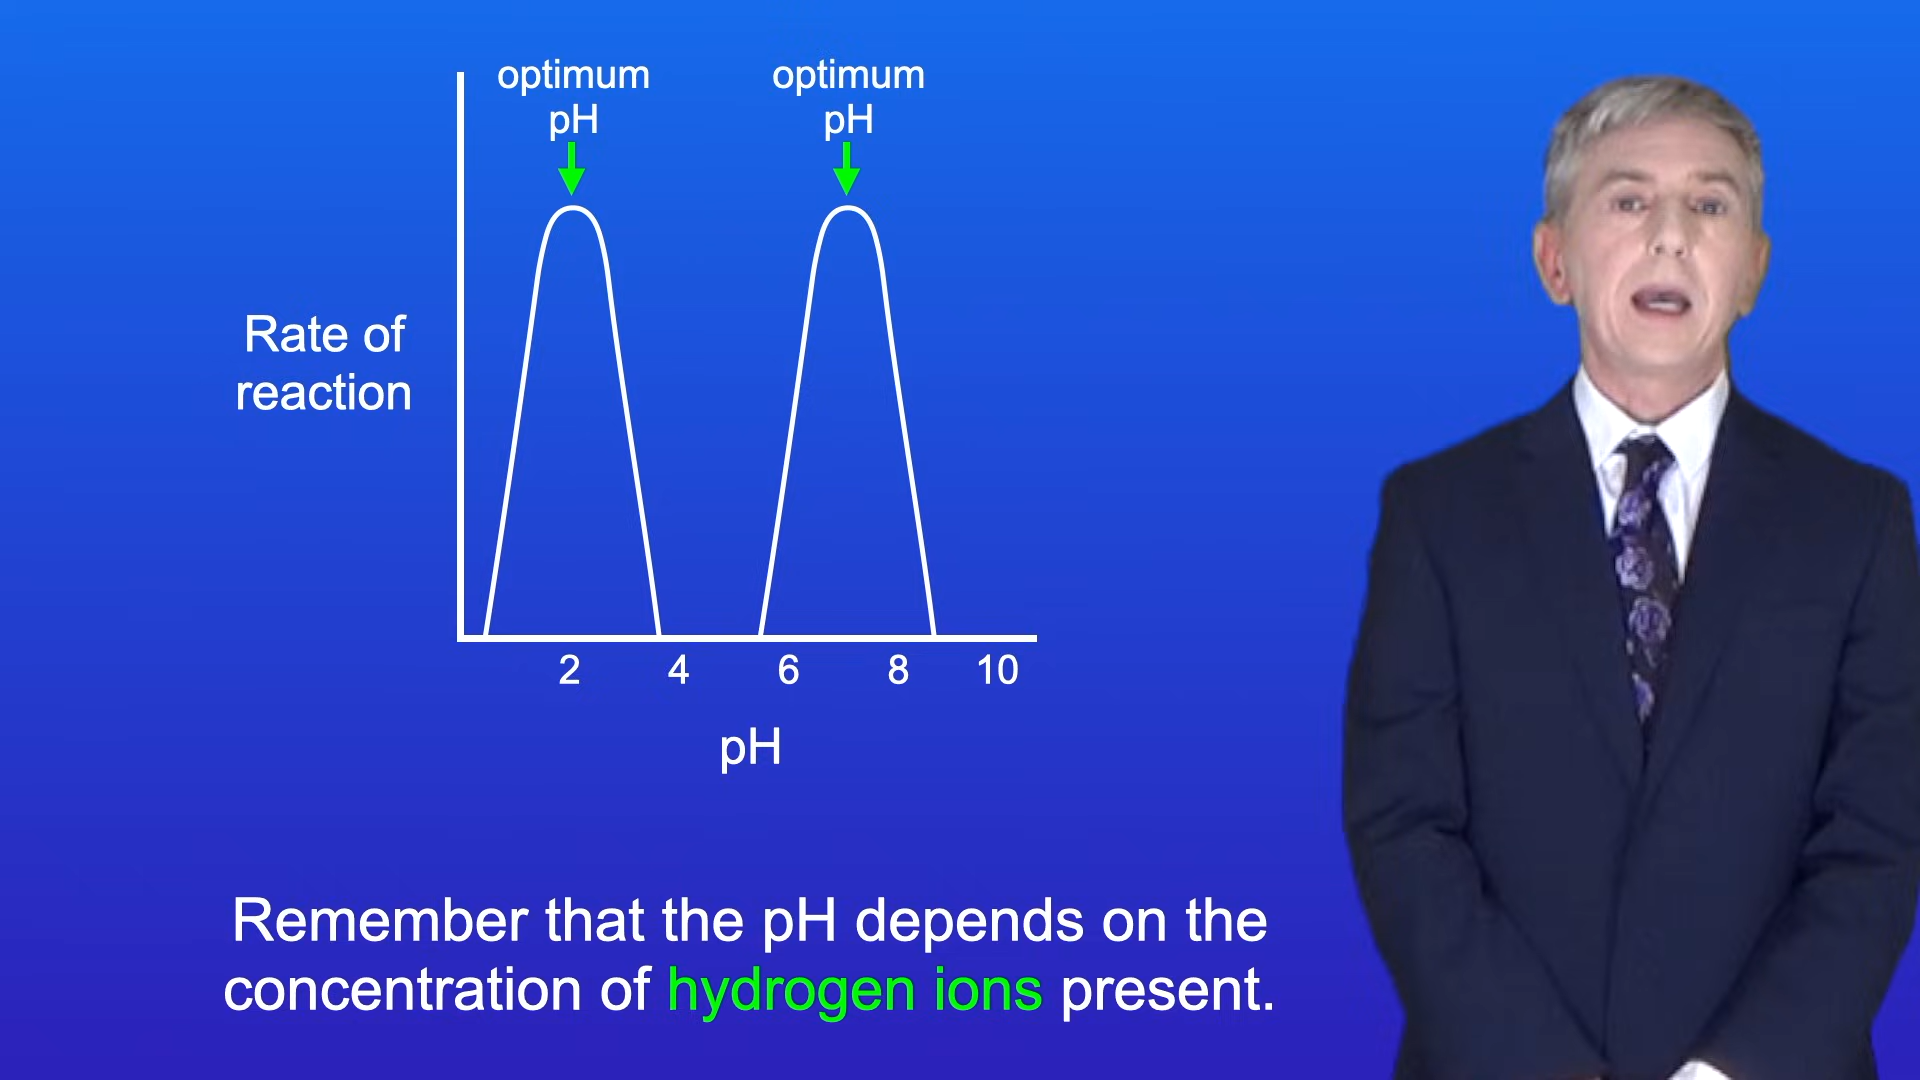 optimum
pH
optimum
pH
Rate of
reaction
2 4 6 8 10
pH
Remember that the pH depends on the
concentration of hydrogen ions present.